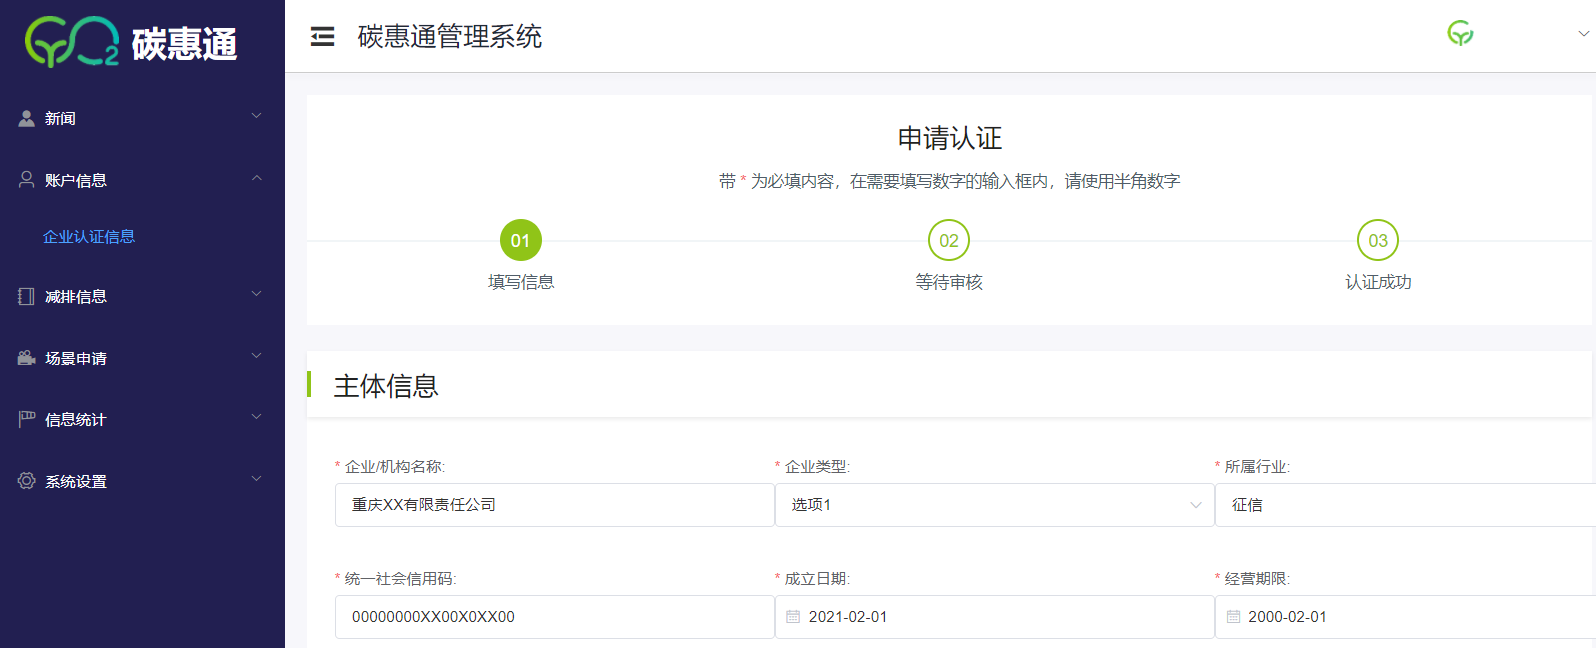 碳惠通
碳惠通管理系统
新闻
账户信息
企业认证信息
减排信息
场景申请
信息统计
系统设置
申请认证
带 * 为必填内容，在需要填写数字的输入框内，请使用半角数字
01
02
03
填写信息
等待审核
认证成功
主体信息
* 企业/机构名称:
* 企业类型:
* 所属行业:
重庆XX有限责任公司
选项1
征信
* 统一社会信用码:
* 成立日期:
* 经营期限:
00000000XX00X0XX00
2021-02-01
2000-02-01